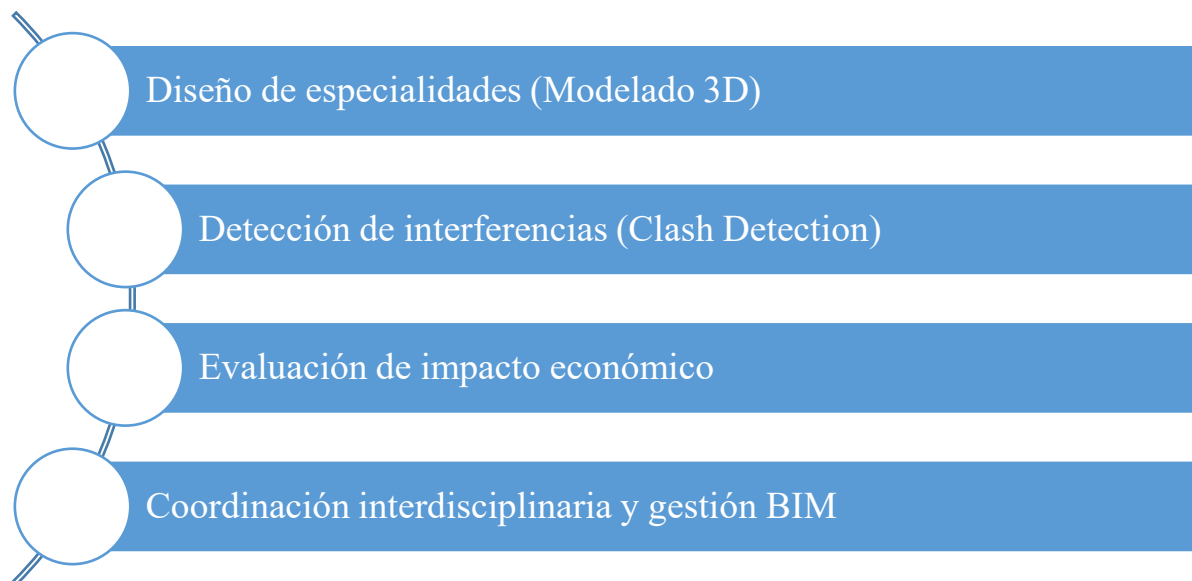 Diseño de especialidades (Modelado 3D)
Detección de interferencias (Clash Detection)
Evaluación de impacto económico
Coordinación interdisciplinaria y gestión BIM